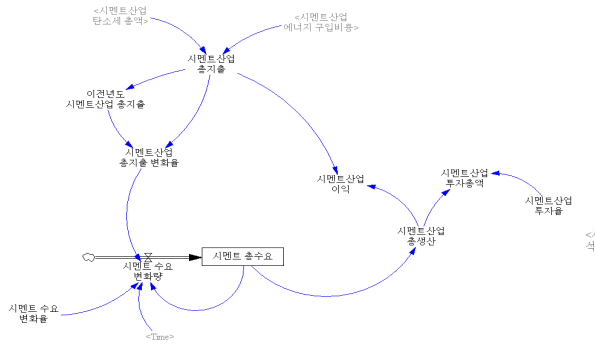 <시멘트산업
탄소세 총액>
<시멘트산업
에너지 구입비용>
시멘트산업
총지출
이전년도
시멘트산업 총지출
시멘트산업
총지출 변화율
시멘트산업
이익
시멘트산업
투자총액
시멘트산업
투자율
시멘트산업
총생산
시멘트 총수요
시멘트 수요
변화량
시멘트 수요
변화율
<Time>